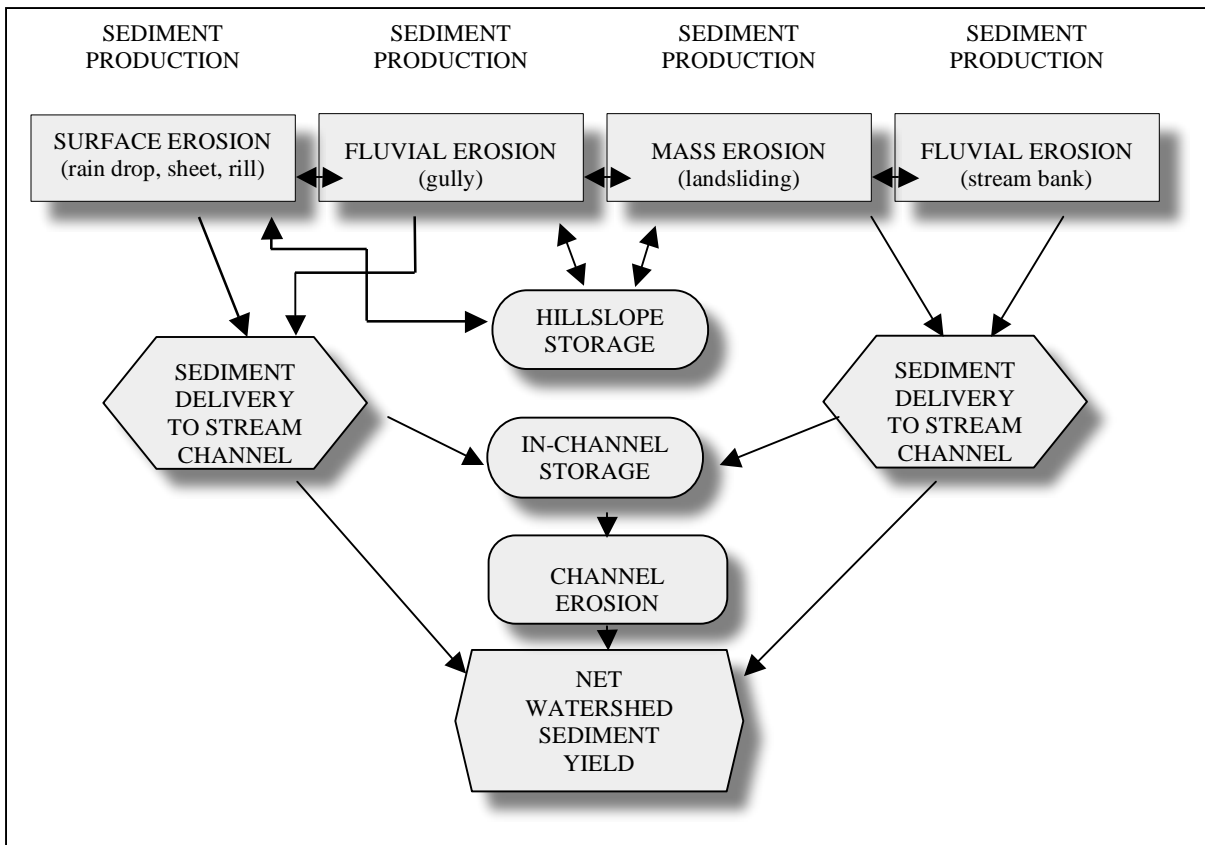 SEDIMENT
PRODUCTION
SEDIMENT
PRODUCTION
SEDIMENT
PRODUCTION
SEDIMENT
PRODUCTION
SURFACE EROSION
(rain drop, sheet, rill)
FLUVIAL EROSION
(gully)
MASS EROSION
(landsliding)
FLUVIAL EROSION
(stream bank)
HILLSLOPE
STORAGE
SEDIMENT
DELIVERY
TO STREAM
CHANNEL
SEDIMENT
DELIVERY
TO STREAM
CHANNEL
IN-CHANNEL
STORAGE
CHANNEL
EROSION
NET
WATERSHED
SEDIMENT
YIELD